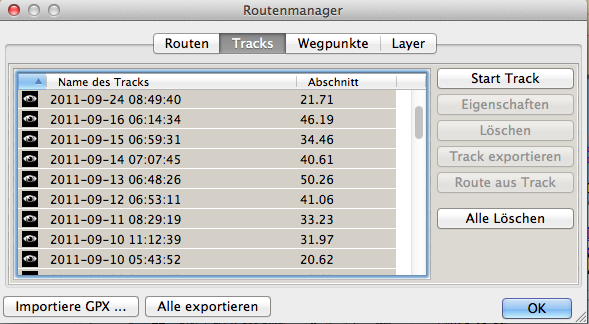 Routenmanager
Routen Tracks Wegpunkte Layer
Name des Tracks Abschnitt
2011-09-24 08:49:40 21.71
2011-09-16 06:14:34 46.19
2011-09-15 06:59:31 34.46
2011-09-14 07:07:45 40.61
2011-09-13 06:48:26 50.26
2011-09-12 06:53:11 41.06
2011-09-11 08:29:19 33.23
2011-09-10 11:12:39 31.97
2011-09-10 05:43:52 20.62
Start Track
Eigenschaften
Löschen
Track exportieren
Route aus Track
Alle Löschen
Importiere GPX ... Alle exportieren OK